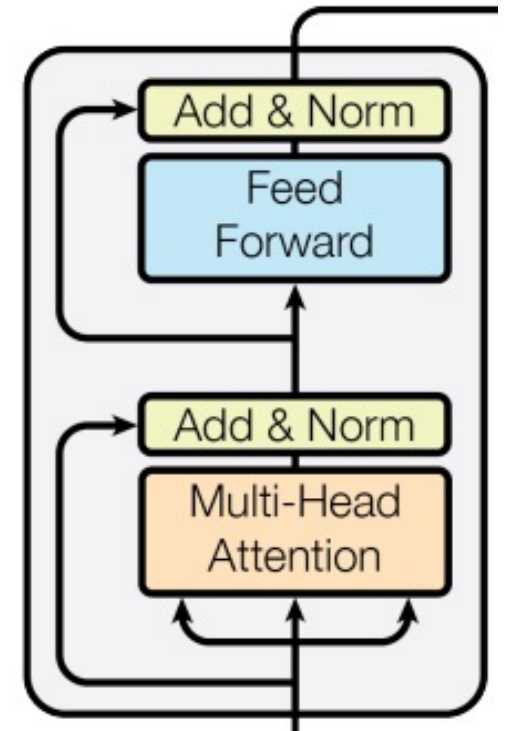 Add & Norm
Feed
Forward
Add & Norm
Multi-Head
Attention